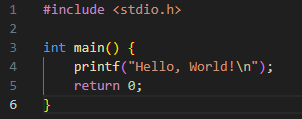 1 #include <stdio.h>
2
3 int main() {
4     printf("Hello, World!\n");
5     return 0;
6 }